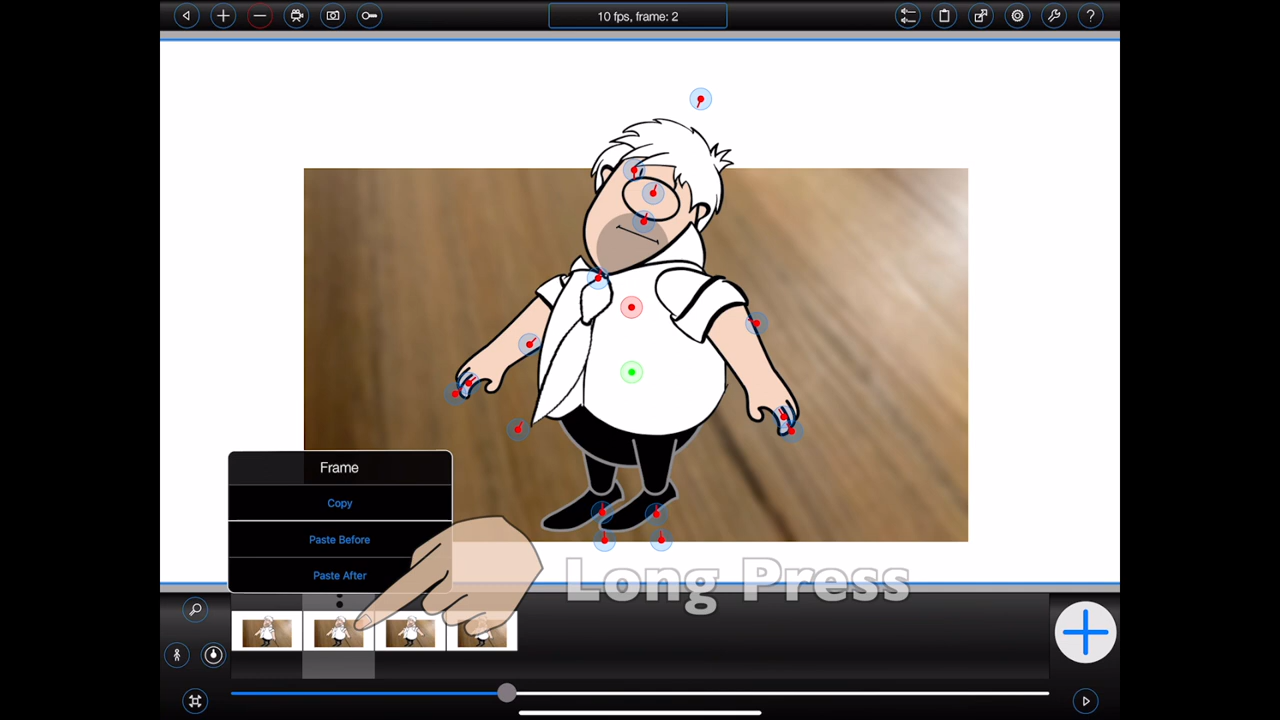 10 fps, frame: 2
?
Frame
Copy
Paste Before
Paste After
Long Press